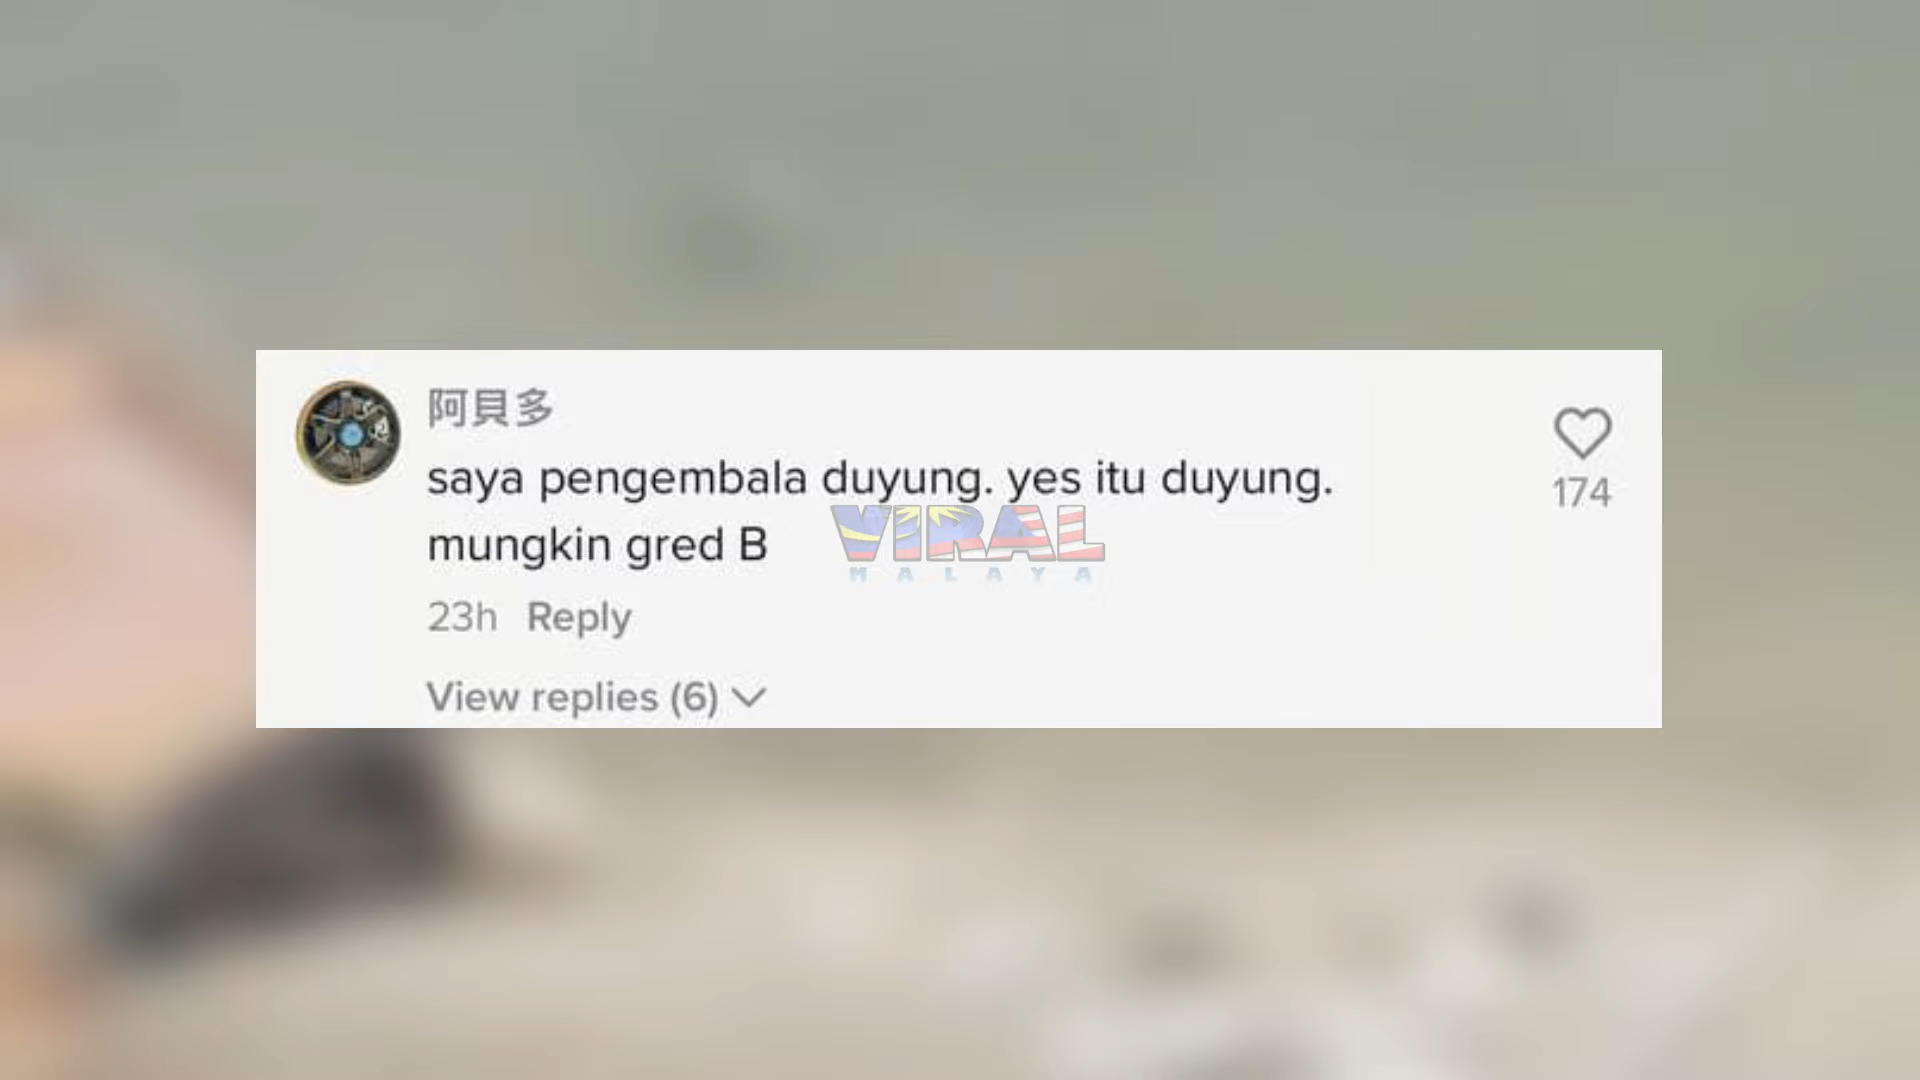 阿貝多
saya pengembala duyung. yes itu duyung.
mungkin gred B
VIRAL
MALAYA
23h Reply
View replies (6)
174